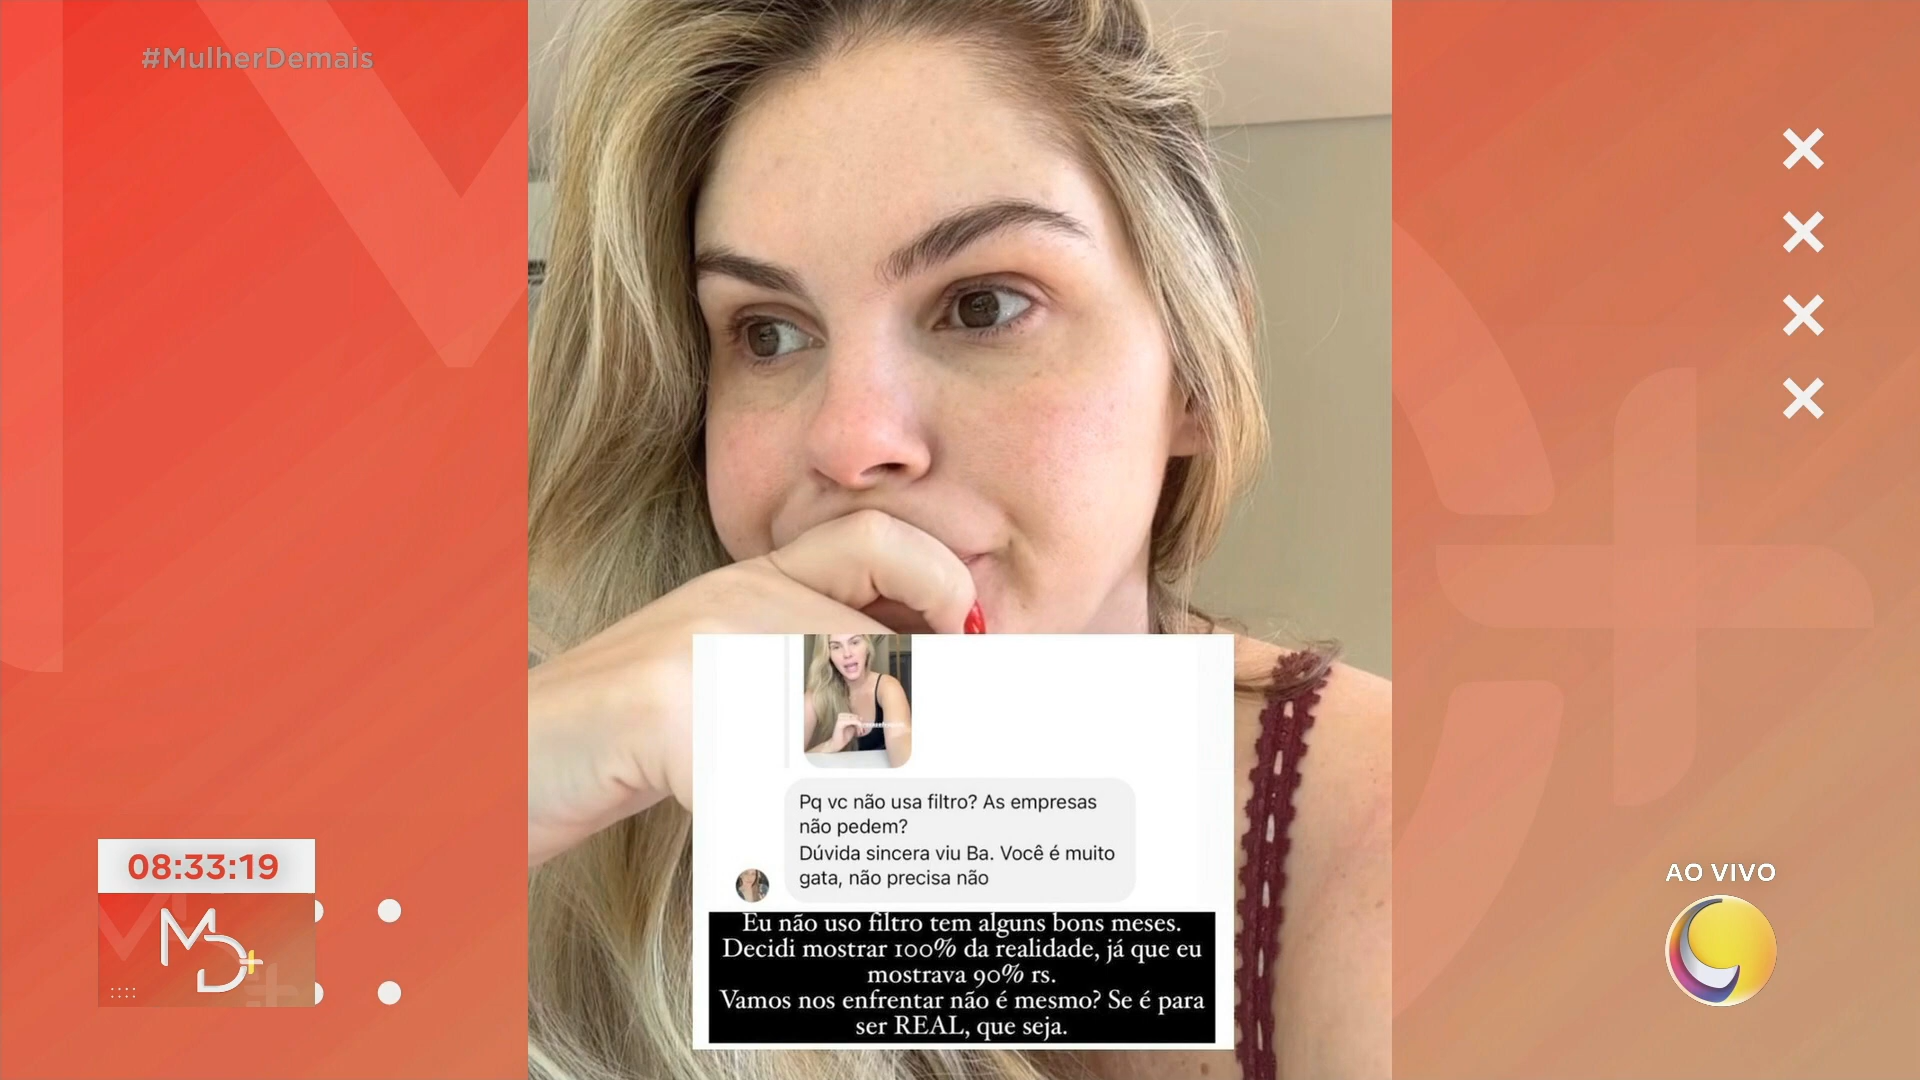 #MulherDemais
Pq vc não usa filtro? As empresas
não pedem?
Dúvida sincera viu Ba. Você é muito
gata, não precisa não
Eu não uso filtro tem alguns bons meses.
Decidi mostrar 100% da realidade, já que eu
mostrava 90% rs.
Vamos nos enfrentar não é mesmo? Se é para
ser REAL, que seja.
08:33:19
MD+
AO VIVO